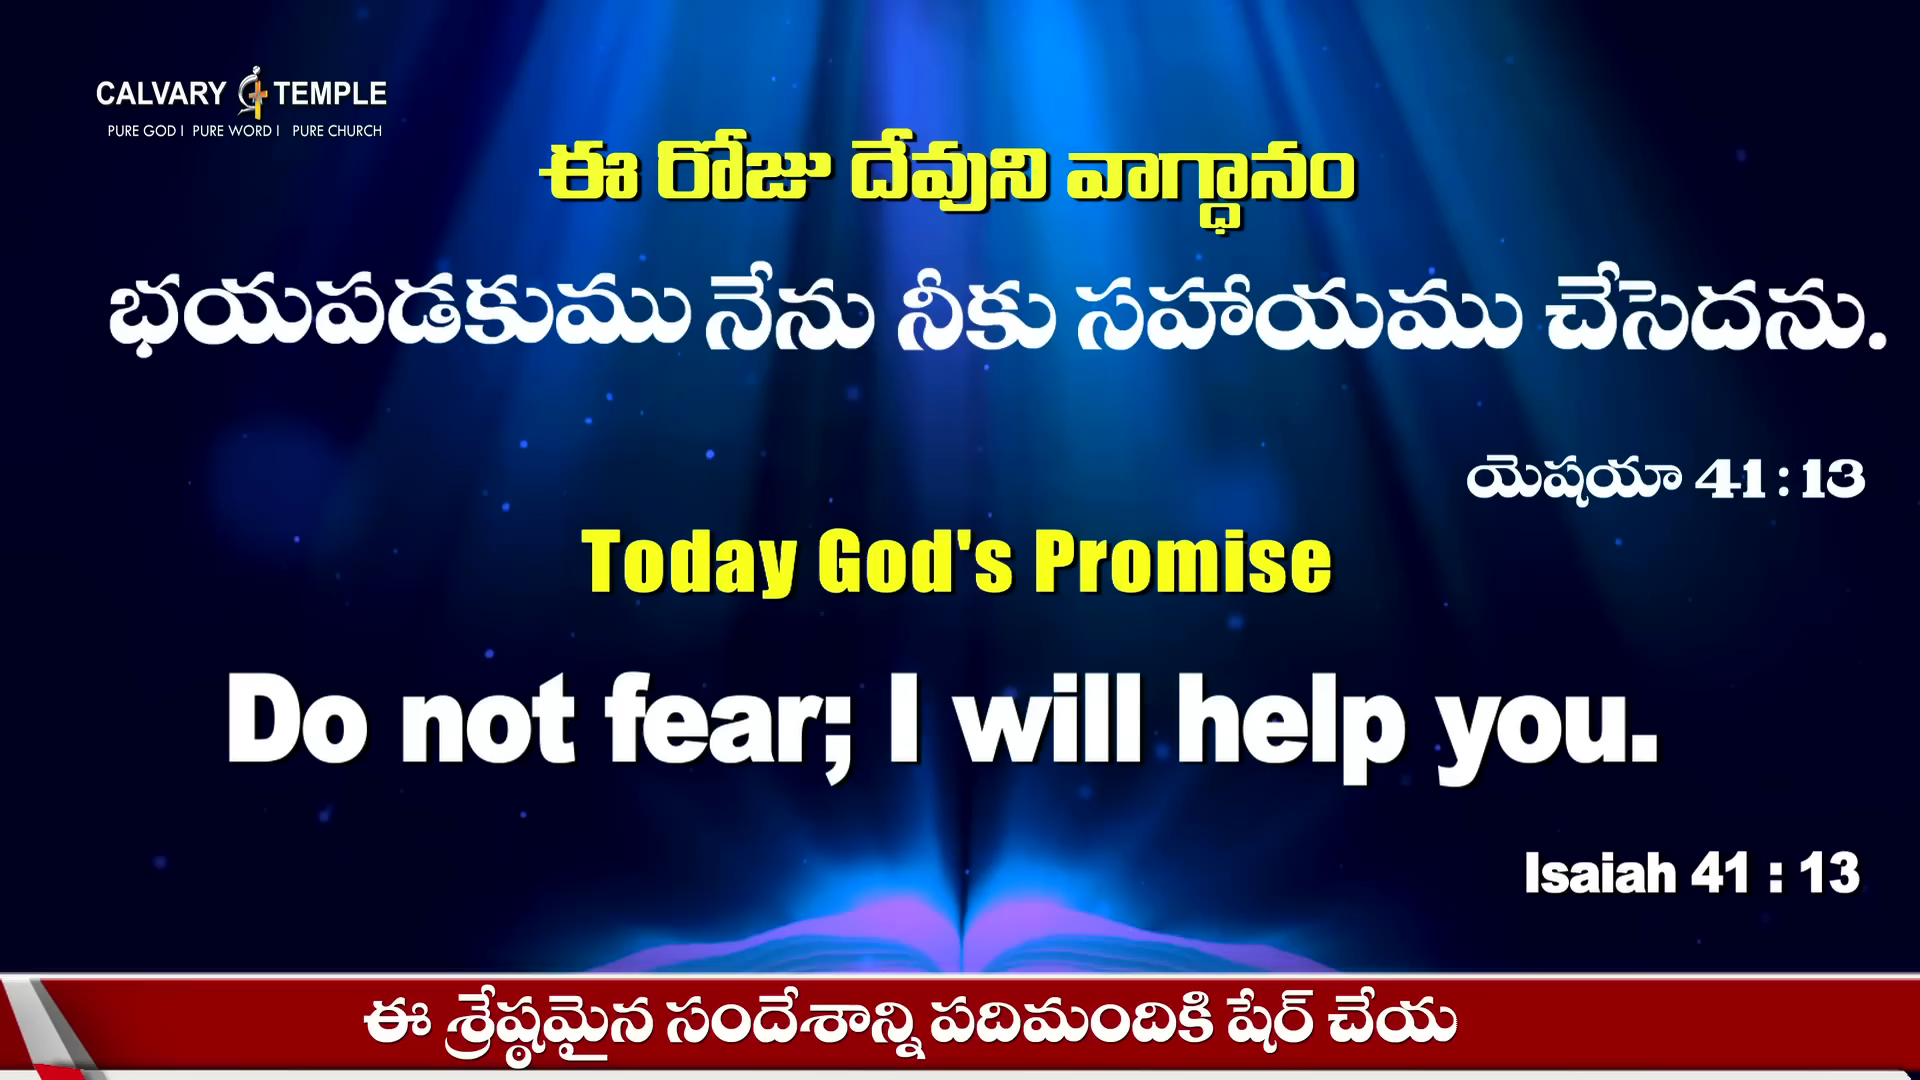 CALVARY TEMPLE
PURE GOD I PURE WORD I PURE CHURCH
ఈ రోజు దేవుని వాగ్ధానం
భయపడకుము నేను నీకు సహాయము చేసెదను.
యెషయా 41 : 13
Today God's Promise
Do not fear; I will help you.
Isaiah 41 : 13
ఈ శ్రేష్ఠమైన సందేశాన్ని పదిమందికి షేర్ చేయ